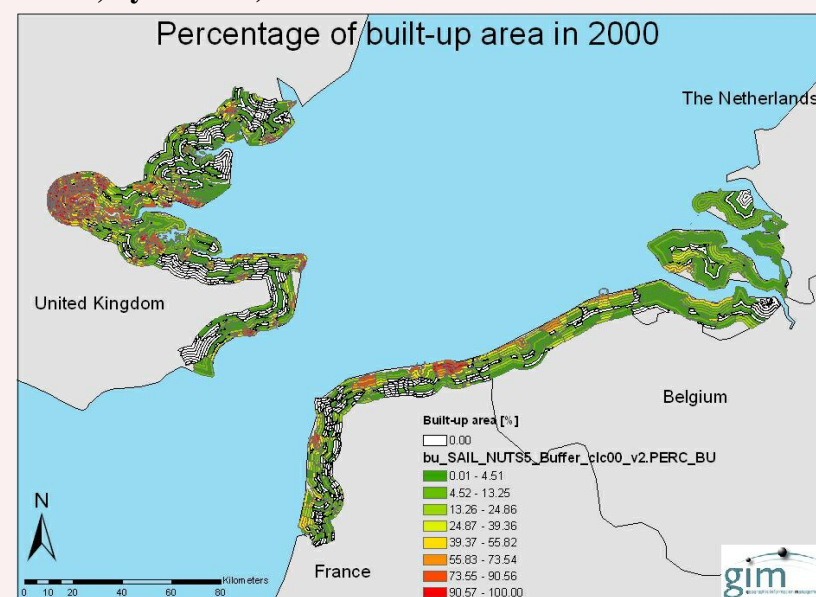 Percentage of built-up area in 2000
The Netherlands
United Kingdom
Belgium
Built-up area [%]
0.00
bu_SAIL_NUTS5_Buffer_clc00_v2.PERC_BU
0.01 - 4.51
4.52 - 13.25
13.26 - 24.86
24.87 - 39.36
39.37 - 55.82
55.83 - 73.54
73.55 - 90.56
90.57 - 100.00
N
Kilometers
0 10 20 40 60 80
France
gim